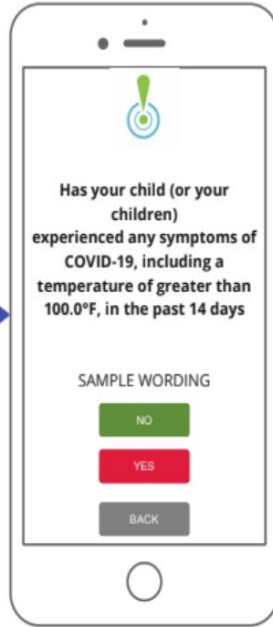 Has your child (or your
children)
experienced any symptoms of
COVID-19, including a
temperature of greater than
100.0°F, in the past 14 days
SAMPLE WORDING
NO
YES
BACK